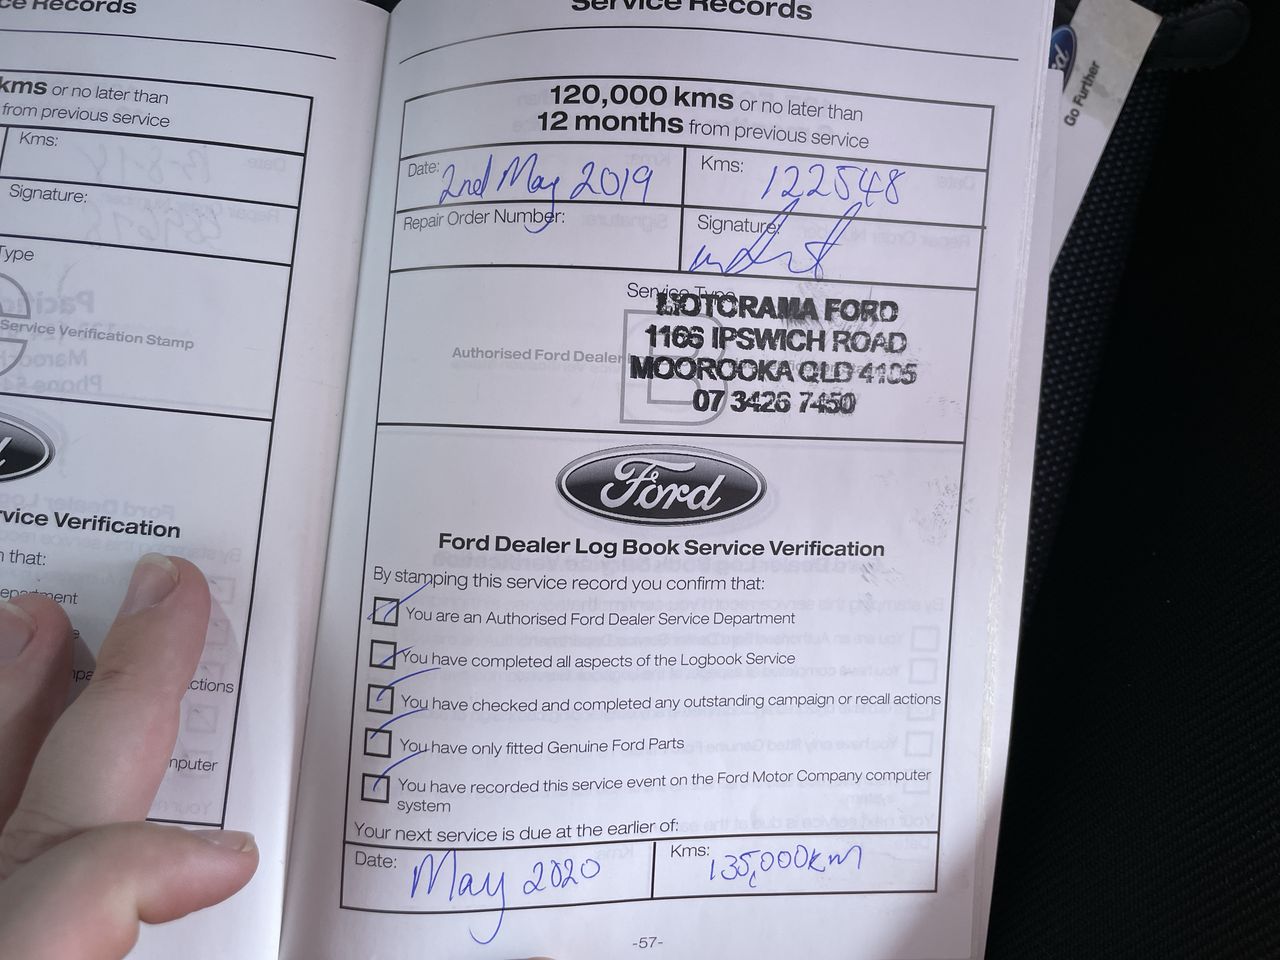 ce Records
kms or no later than
from previous service
Kms:
Signature:
Type
Service Verification Stamp
rvice Verification
n that:
epartment
e
ctions
mputer
Service Records
120,000 kms or no later than
12 months from previous service
Date: 2nd May 2019
Kms: 122548
Repair Order Number:
Signature:
Service Type
MOTORAMA FORD
1166 IPSWICH ROAD
Authorised Ford Dealer
B
MOOROOKA QLD 4105
07 3426 7450
Ford
Ford Dealer Log Book Service Verification
By stamping this service record you confirm that:
You are an Authorised Ford Dealer Service Department
You have completed all aspects of the Logbook Service
You have checked and completed any outstanding campaign or recall actions
You have only fitted Genuine Ford Parts
You have recorded this service event on the Ford Motor Company computer
system
Your next service is due at the earlier of:
Date: May 2020
Kms: 135,000km
-57-
Go Further